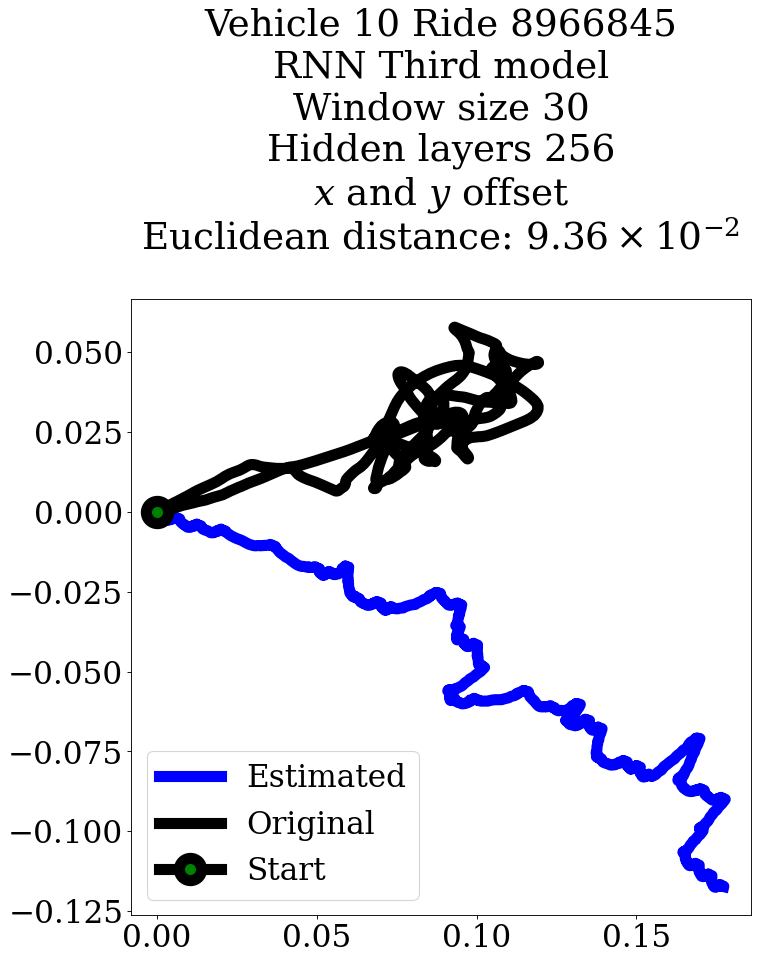 Vehicle 10 Ride 8966845
RNN Third model
Window size 30
Hidden layers 256
x and y offset
Euclidean distance: 9.36 × 10⁻²
0.050
0.025
0.000
−0.025
−0.050
−0.075
−0.100
−0.125
Estimated
Original
Start
0.00 0.05 0.10 0.15